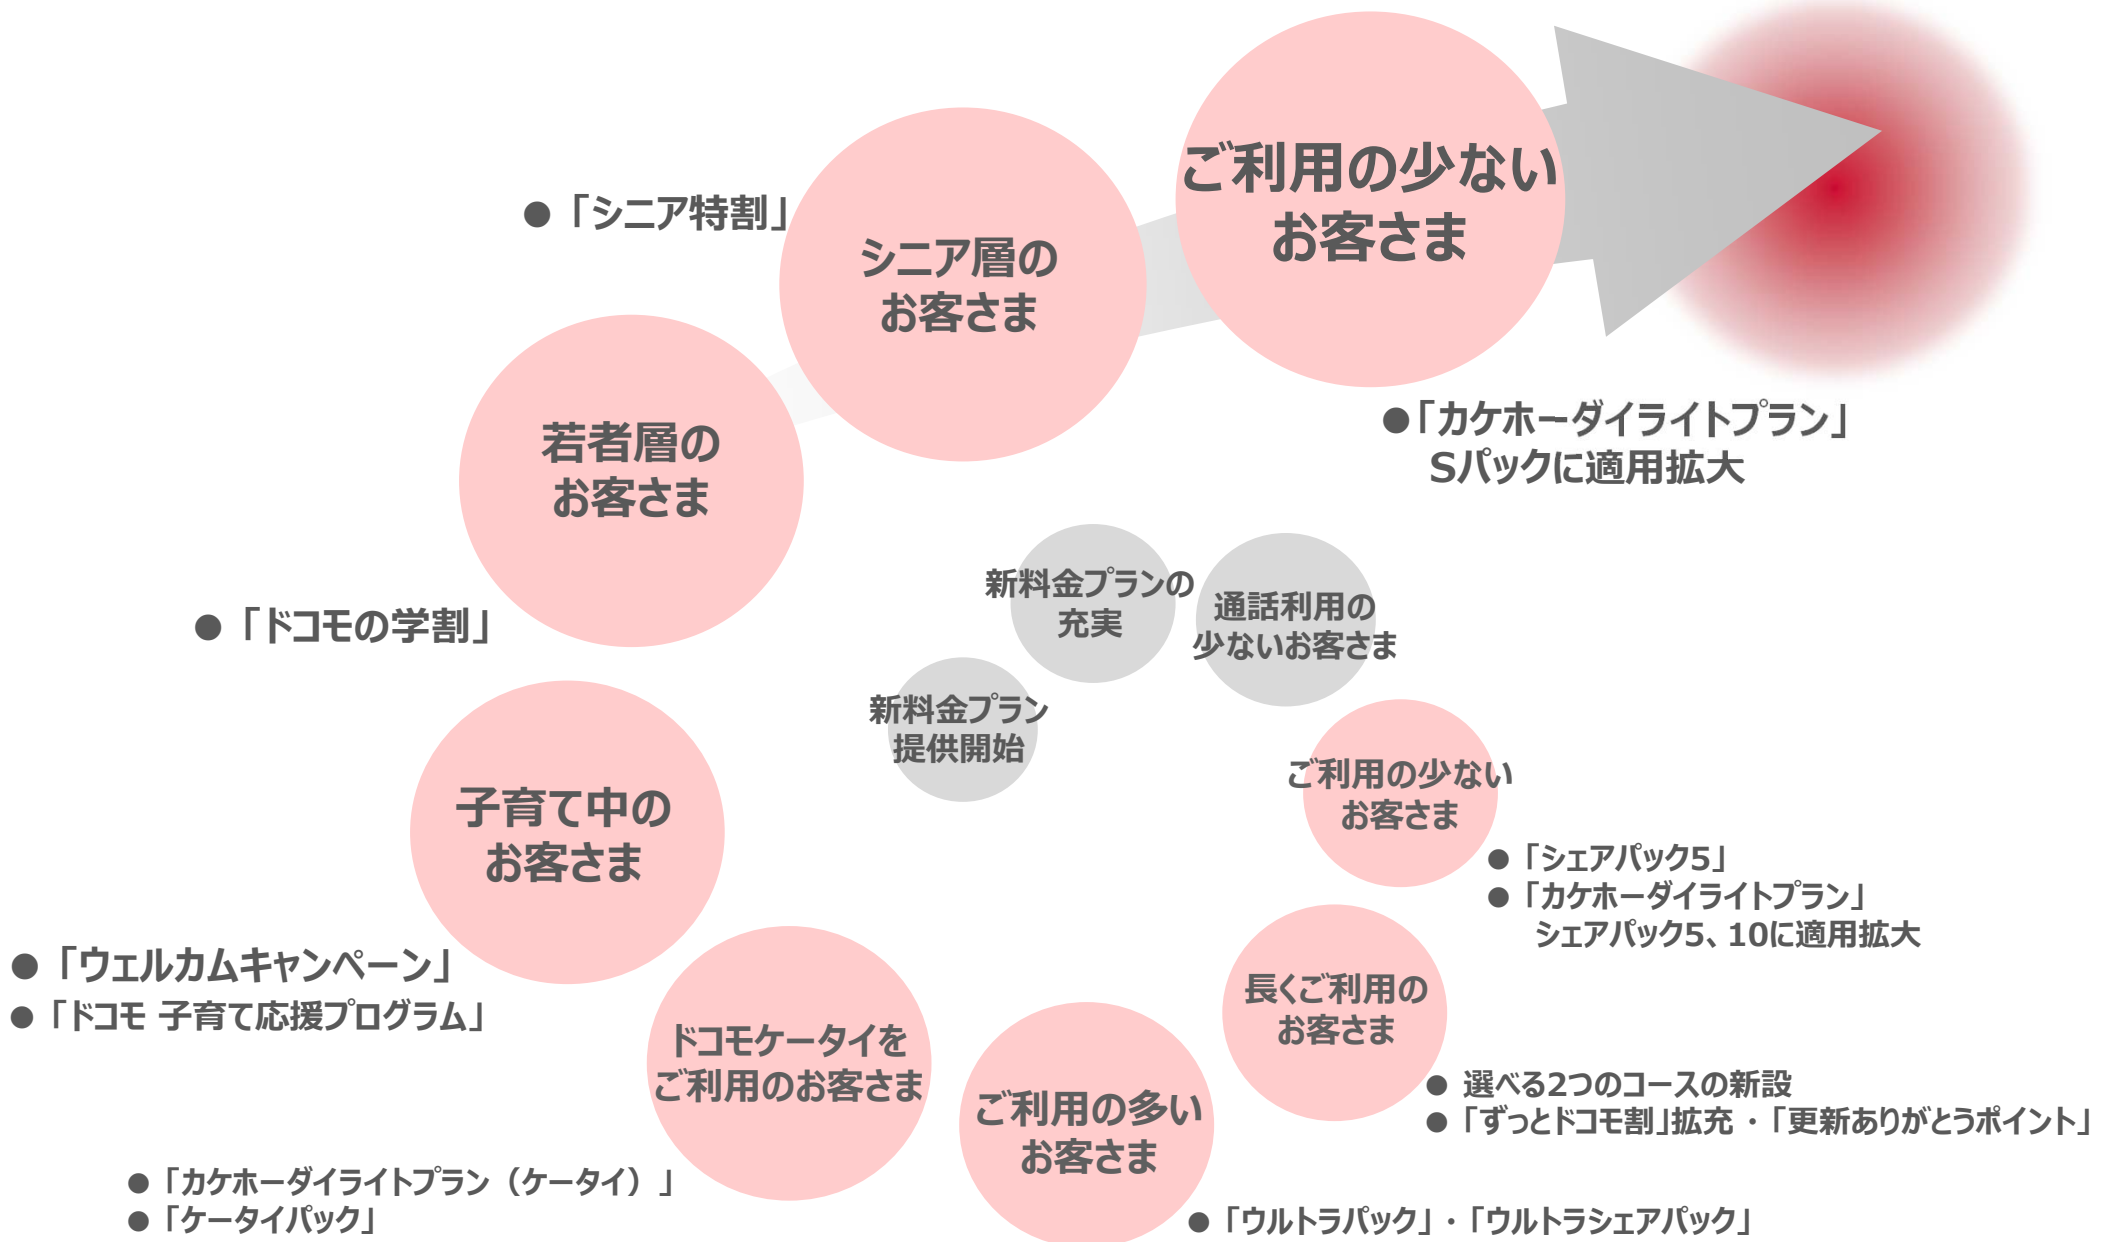 ご利用の少ない
お客さま
●「シニア特割」
シニア層の
お客さま
●「カケホーダイライトプラン」
Sパックに適用拡大
若者層の
お客さま
●「ドコモの学割」
新料金プランの
充実
通話利用の
少ないお客さま
新料金プラン
提供開始
ご利用の少ない
お客さま
●「シェアパック5」
●「カケホーダイライトプラン」
シェアパック5、10に適用拡大
子育て中の
お客さま
●「ウェルカムキャンペーン」
●「ドコモ 子育て応援プログラム」
長くご利用の
お客さま
● 選べる2つのコースの新設
●「ずっとドコモ割」拡充・「更新ありがとうポイント」
ドコモケータイを
ご利用のお客さま
ご利用の多い
お客さま
●「カケホーダイライトプラン（ケータイ）」
●「ケータイパック」
●「ウルトラパック」・「ウルトラシェアパック」